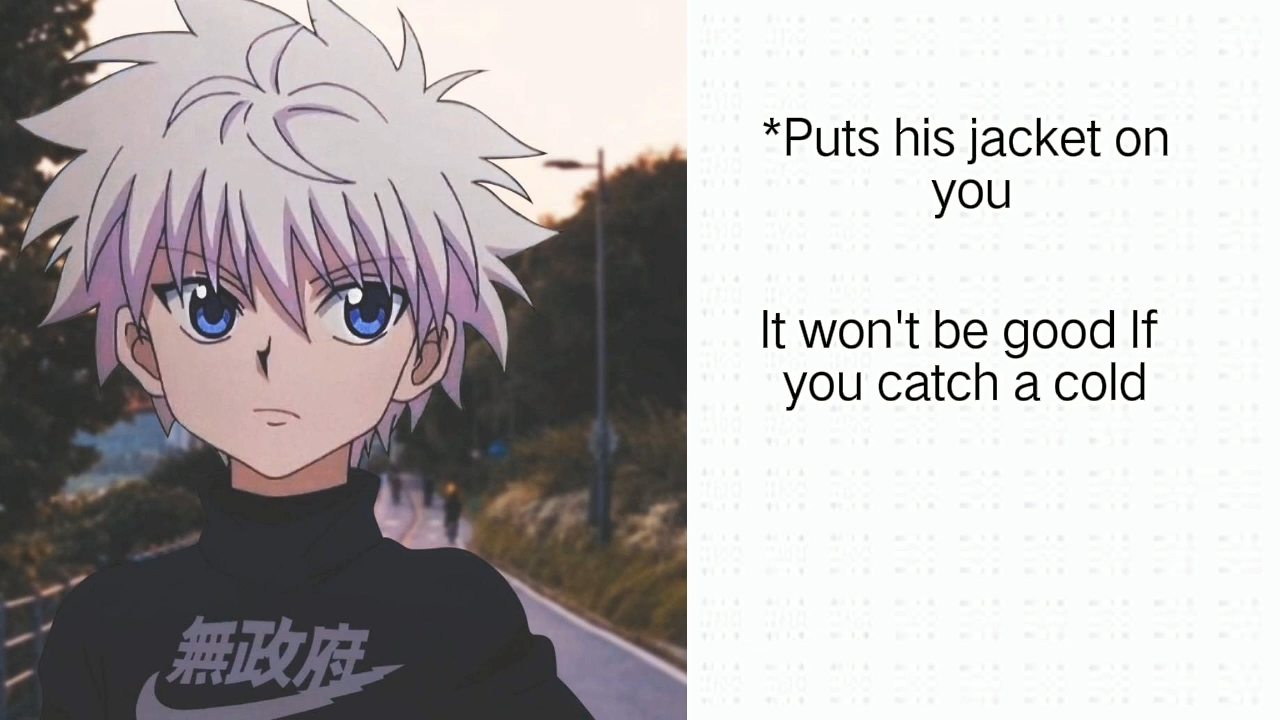 *Puts his jacket on
you
It won't be good If
you catch a cold
無政府